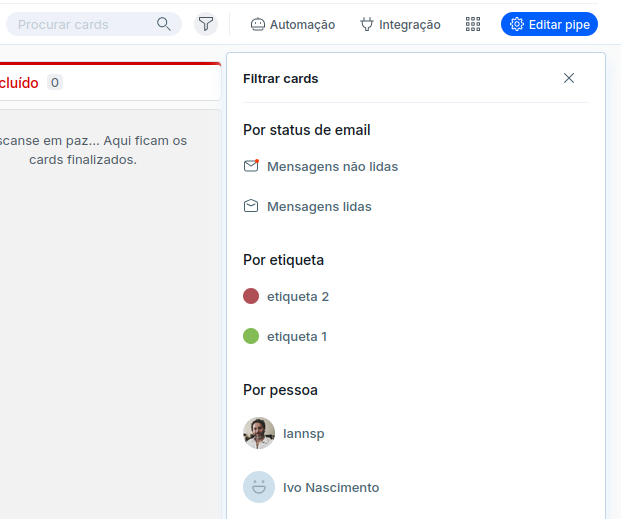 Procurar cards
Automação
Integração
Editar pipe
cluído 0
scanse em paz... Aqui ficam os
cards finalizados.
Filtrar cards
Por status de email
Mensagens não lidas
Mensagens lidas
Por etiqueta
etiqueta 2
etiqueta 1
Por pessoa
Iannsp
Ivo Nascimento